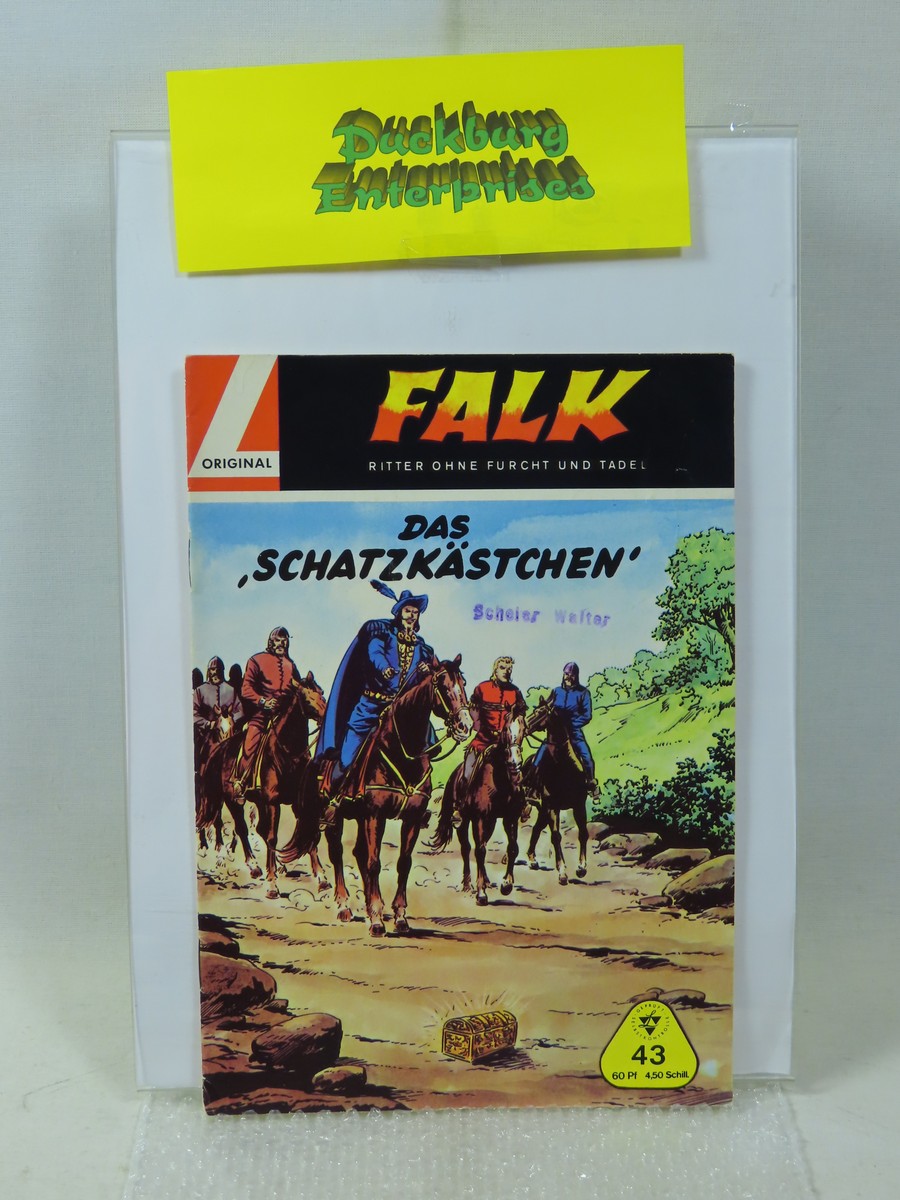 Duckburg
Enterprises
ORIGINAL
FALK
RITTER OHNE FURCHT UND TADEL
DAS
‚SCHATZKÄSTCHEN‘
Scheier Walter
43
60 Pf 4,50 Schill.